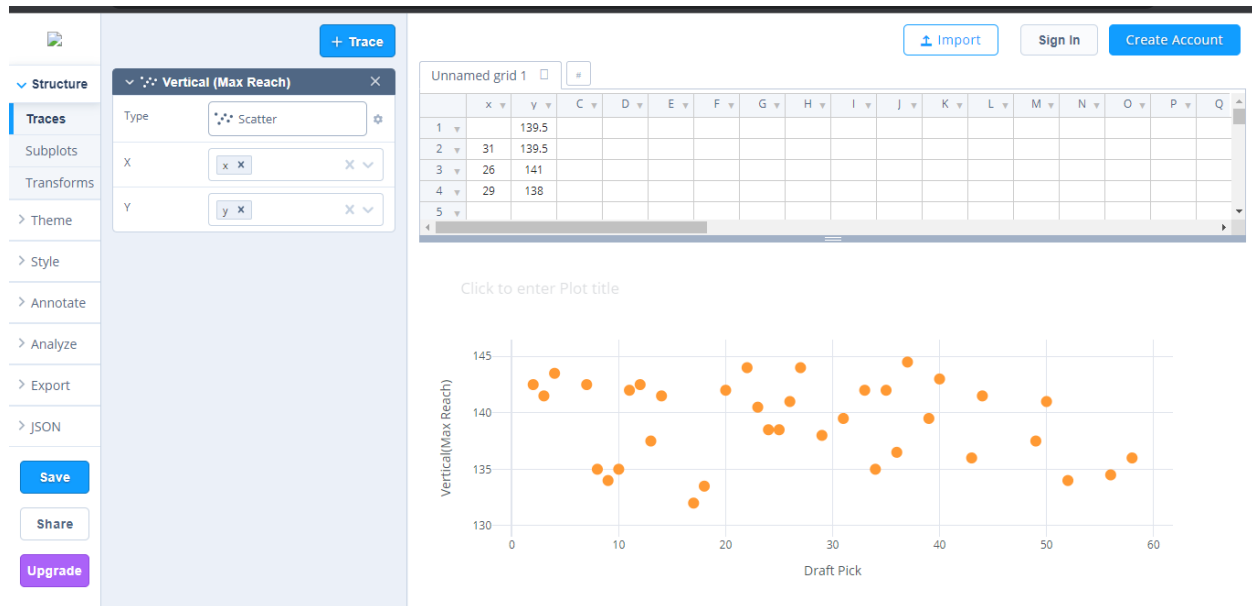 + Trace
Import
Sign In
Create Account
Structure
Traces
Subplots
Transforms
Theme
Style
Annotate
Analyze
Export
JSON
Save
Share
Upgrade
Vertical (Max Reach)
Type
Scatter
X
x
Y
y
Unnamed grid 1
#
x y C D E F G H I J K L M N O P Q
1 139.5
2 31 139.5
3 26 141
4 29 138
5
Click to enter Plot title
145
140
135
130
Vertical(Max Reach)
0 10 20 30 40 50 60
Draft Pick